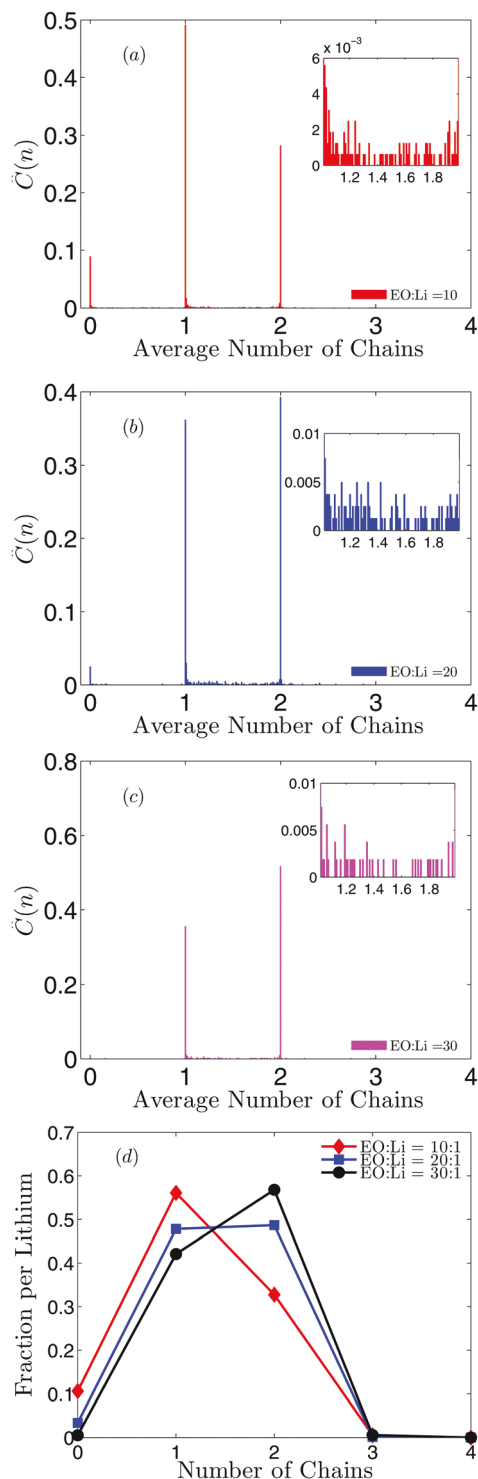 (a)
0.5
0.4
0.3
0.2
0.1
0
C̈(n)
x 10⁻³
6
4
2
0
1.2 1.4 1.6 1.8
EO:Li =10
0 1 2 3 4
Average Number of Chains
(b)
0.4
0.3
0.2
0.1
0
C̈(n)
0.01
0.005
0
1.2 1.4 1.6 1.8
EO:Li =20
0 1 2 3 4
Average Number of Chains
(c)
0.8
0.6
0.4
0.2
0
C̈(n)
0.01
0.005
0
1.2 1.4 1.6 1.8
EO:Li =30
0 1 2 3 4
Average Number of Chains
(d)
0.7
0.6
0.5
0.4
0.3
0.2
0.1
0
Fraction per Lithium
EO:Li = 10:1
EO:Li = 20:1
EO:Li = 30:1
0 1 2 3 4
Number of Chains